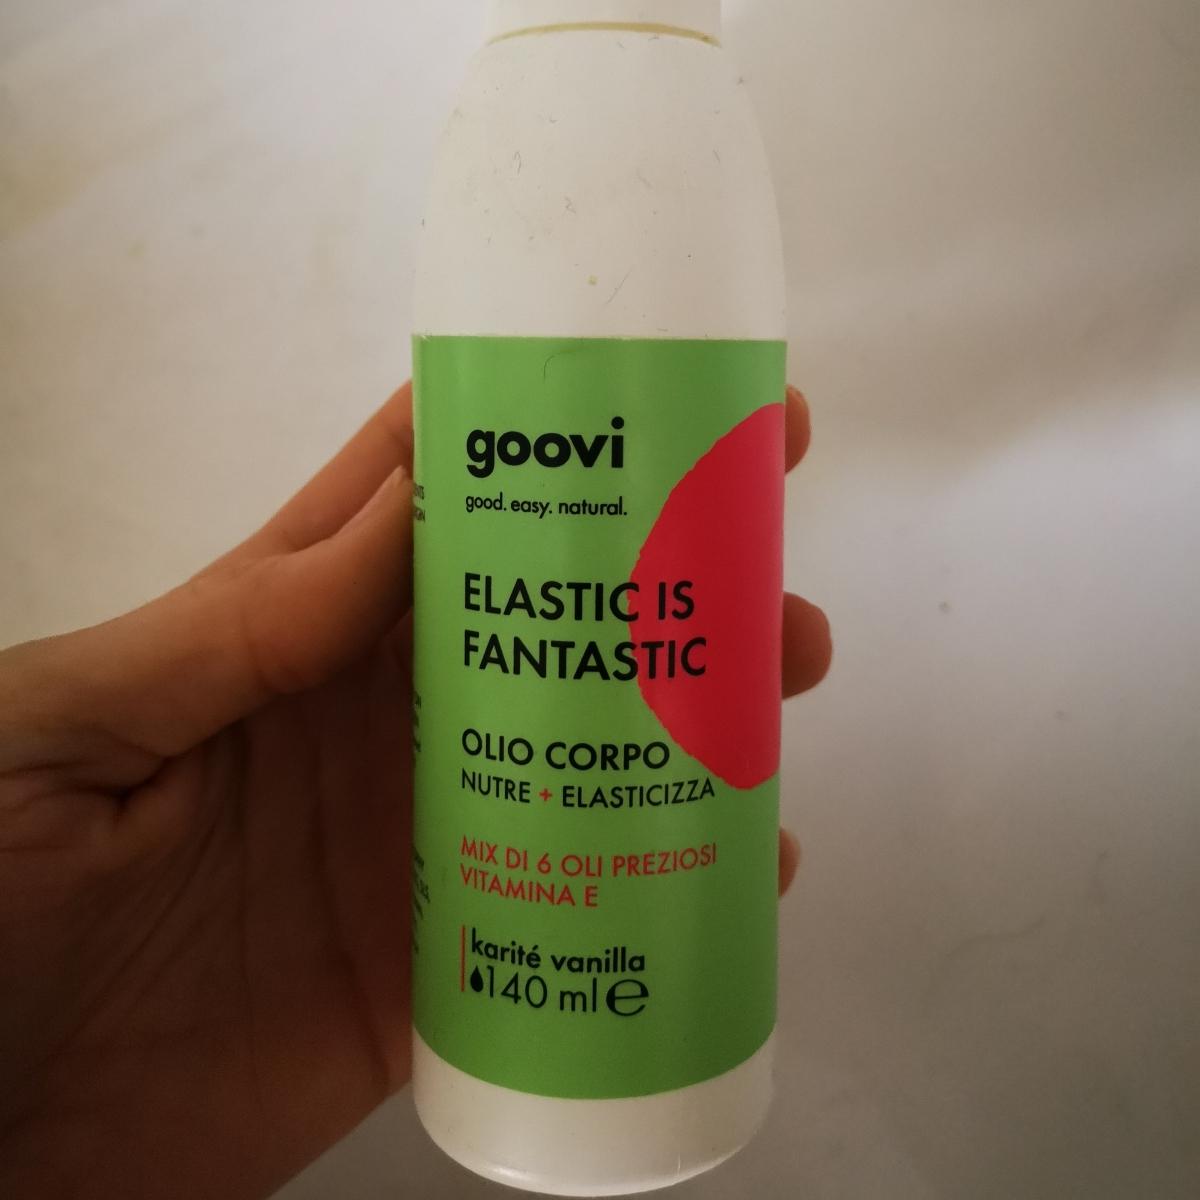 goovi
good. easy. natural.
ELASTIC IS
FANTASTIC
OLIO CORPO
NUTRE + ELASTICIZZA
MIX DI 6 OLI PREZIOSI
VITAMINA E
karité vanilla
140 ml e